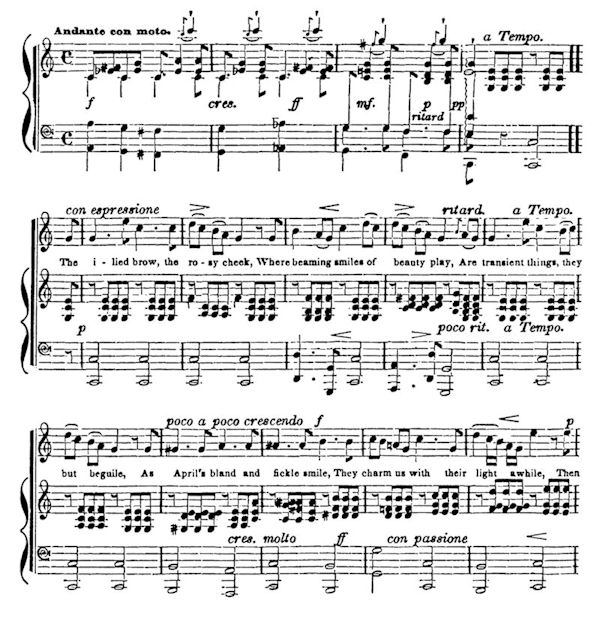 Andante con moto.
a Tempo.
f cres. ff mf. p pp
ritard
con espressione ritard. a Tempo.
The i - lied brow, the ro - sy cheek, Where beaming smiles of beauty play, Are transient things, they
p poco rit. a Tempo.
poco a poco crescendo f p
but beguile, As April's bland and fickle smile, They charm us with their light awhile, Then
cres. molto ff con passione